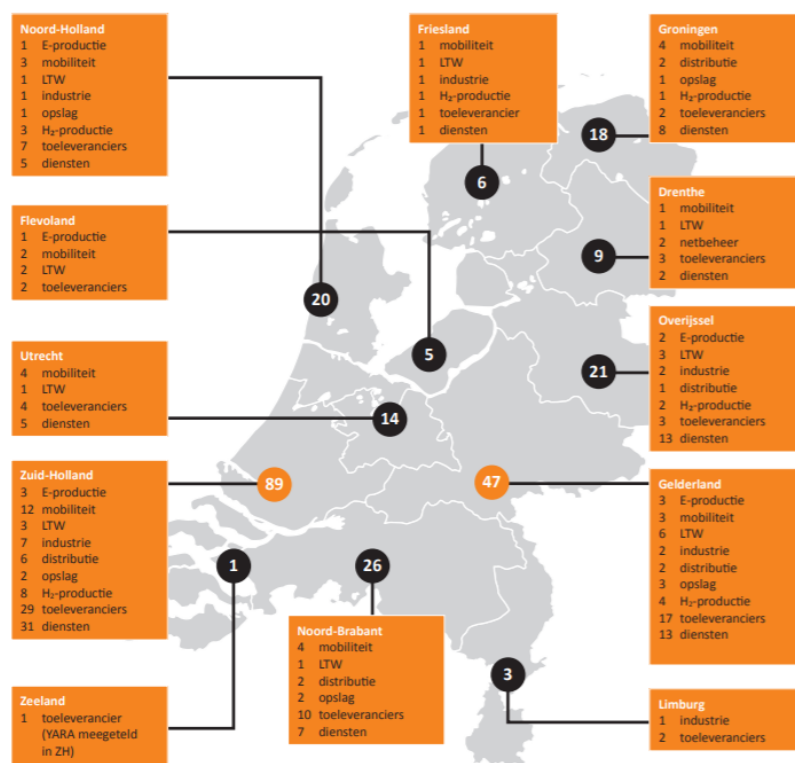 Noord-Holland
1 E-productie
3 mobiliteit
1 LTW
1 industrie
1 opslag
3 H₂-productie
7 toeleveranciers
5 diensten
Friesland
1 mobiliteit
1 LTW
1 industrie
1 H₂-productie
1 toeleverancier
1 diensten
Groningen
4 mobiliteit
2 distributie
1 opslag
1 H₂-productie
2 toeleveranciers
8 diensten
18
6
Flevoland
1 E-productie
2 mobiliteit
2 LTW
2 toeleveranciers
Drenthe
1 mobiliteit
1 LTW
2 netbeheer
3 toeleveranciers
2 diensten
9
20
5
Utrecht
4 mobiliteit
1 LTW
4 toeleveranciers
5 diensten
14
Overijssel
2 E-productie
3 LTW
2 industrie
1 distributie
2 H₂-productie
3 toeleveranciers
13 diensten
21
Zuid-Holland
3 E-productie
12 mobiliteit
3 LTW
7 industrie
6 distributie
2 opslag
8 H₂-productie
29 toeleveranciers
31 diensten
89
47
Gelderland
3 E-productie
3 mobiliteit
6 LTW
2 industrie
2 distributie
3 opslag
4 H₂-productie
17 toeleveranciers
13 diensten
1
26
Noord-Brabant
4 mobiliteit
1 LTW
2 distributie
2 opslag
10 toeleveranciers
7 diensten
3
Zeeland
1 toeleverancier
(YARA meegeteld
in ZH)
Limburg
1 industrie
2 toeleveranciers